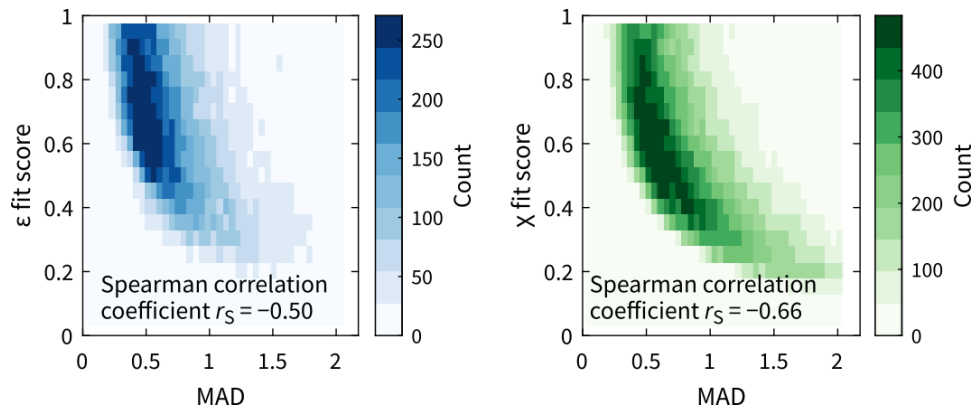 1
0.8
0.6
0.4
0.2
0
0 0.5 1 1.5 2
ε fit score
MAD
Spearman correlation
coefficient rS = −0.50
250
200
150
100
50
0
Count
1
0.8
0.6
0.4
0.2
0
0 0.5 1 1.5 2
X fit score
MAD
Spearman correlation
coefficient rS = −0.66
400
300
200
100
0
Count